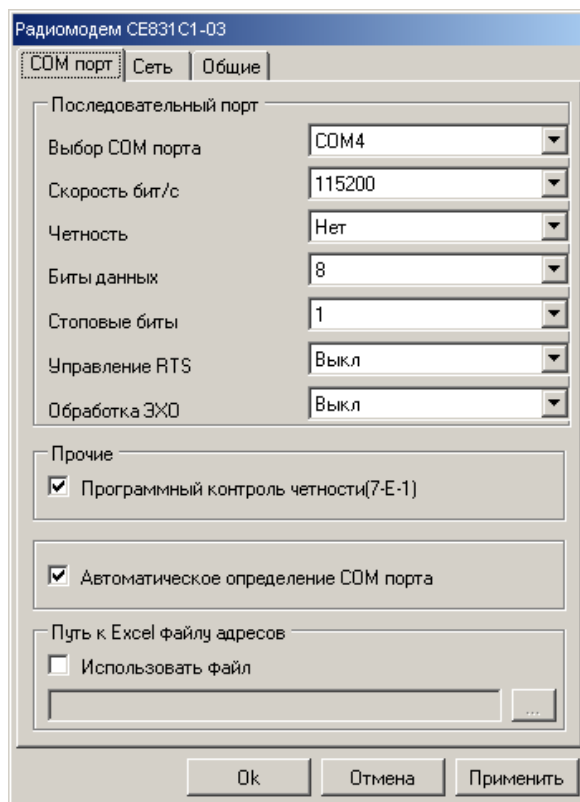 Радиомодем CE831C1-03
COM порт Сеть Общие
Последовательный порт
Выбор COM порта COM4
Скорость бит/с 115200
Четность Нет
Биты данных 8
Стоповые биты 1
Управление RTS Выкл
Обработка ЭХО Выкл
Прочие
Программный контроль четности(7-E-1)
Автоматическое определение COM порта
Путь к Excel файлу адресов
Использовать файл
...
Ok Отмена Применить